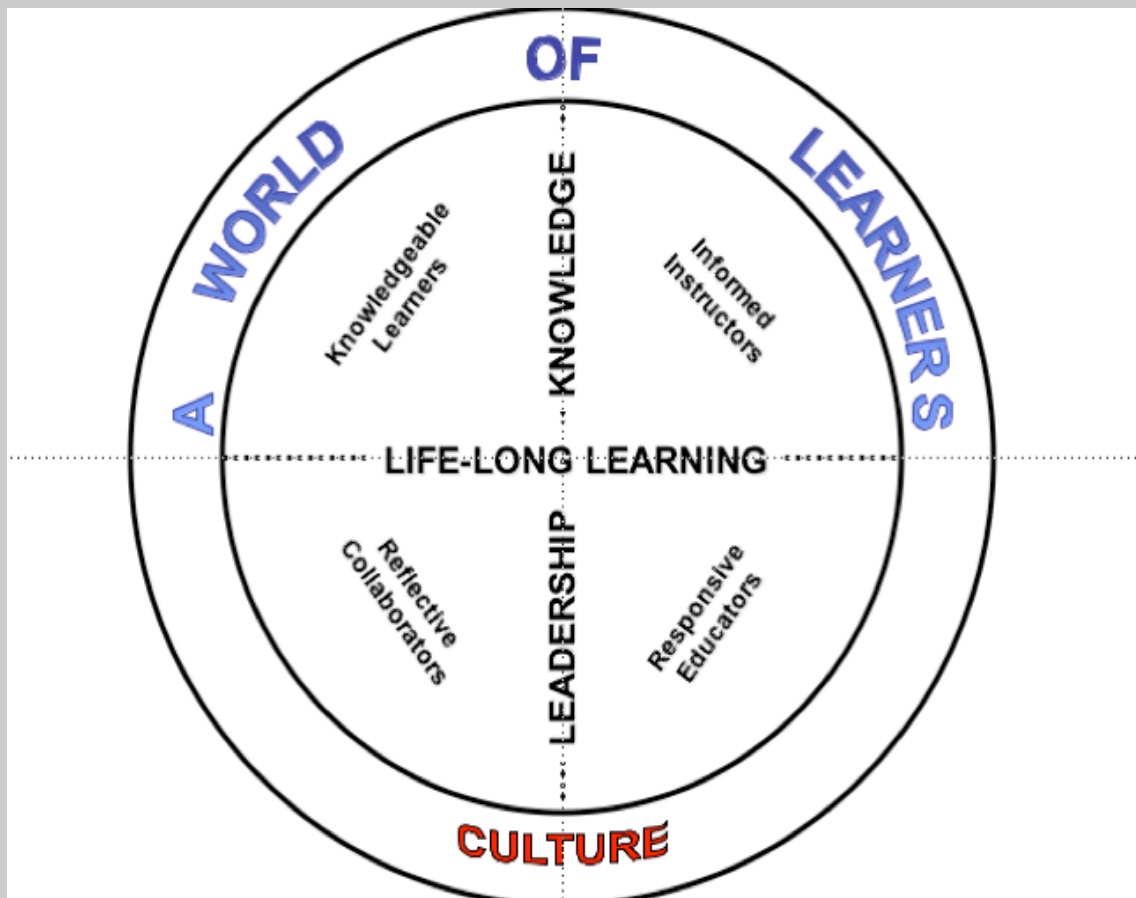 A WORLD OF LEARNERS
Knowledgeable
Learners
KNOWLEDGE
Informed
Instructors
LIFE-LONG LEARNING
Reflective
Collaborators
LEADERSHIP
Responsive
Educators
CULTURE